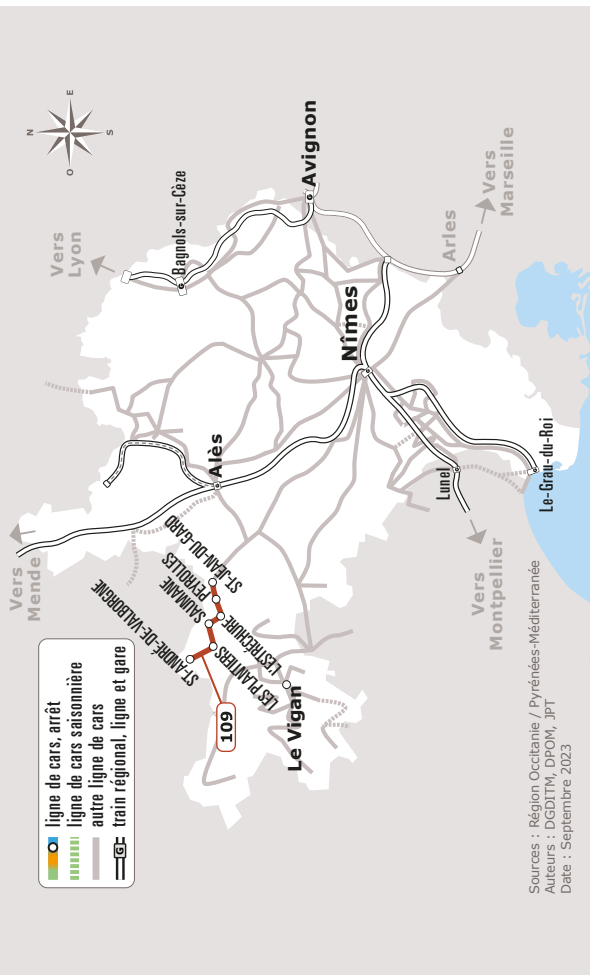 N
E
S
O
Vers
Lyon
Bagnols-sur-Cèze
Avignon
Vers
Marseille
Arles
Nîmes
Alès
Lunel
Le-Grau-du-Roi
Vers
Mende
Vers
Montpellier
ST-JEAN-DU-GARD
PEYROLLES
SAUMANE
L'ESTRÉCHURE
LES PLANTIERS
ST-ANDRÉ-DE-VALBORGNE
109
Le Vigan
ligne de cars, arrêt
ligne de cars saisonnière
autre ligne de cars
G train régional, ligne et gare
Sources : Région Occitanie / Pyrénées-Méditerranée
Auteurs : DGDITM, DPOM, JPT
Date : Septembre 2023